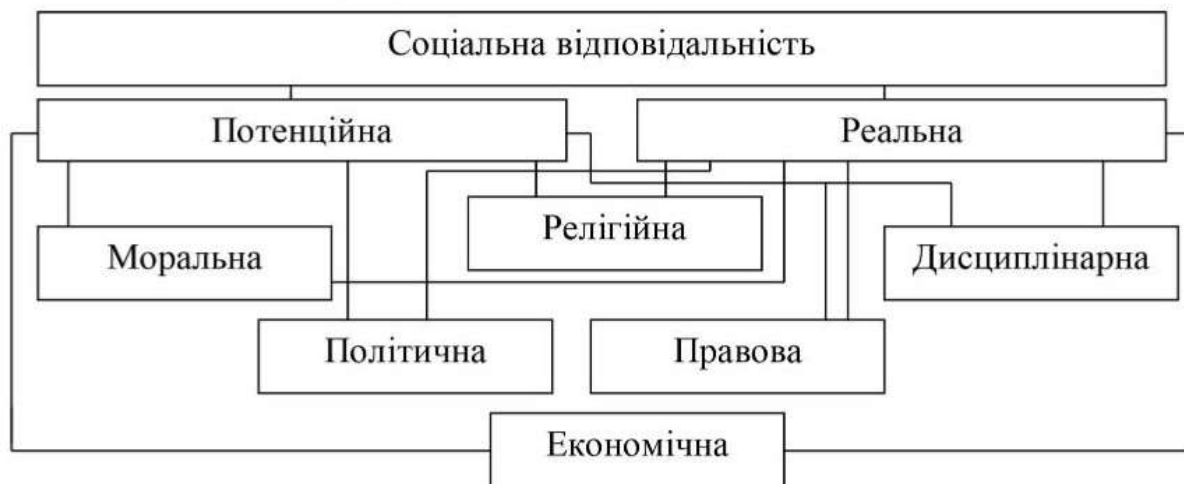 Соціальна відповідальність
Потенційна
Реальна
Релігійна
Моральна
Дисциплінарна
Політична
Правова
Економічна